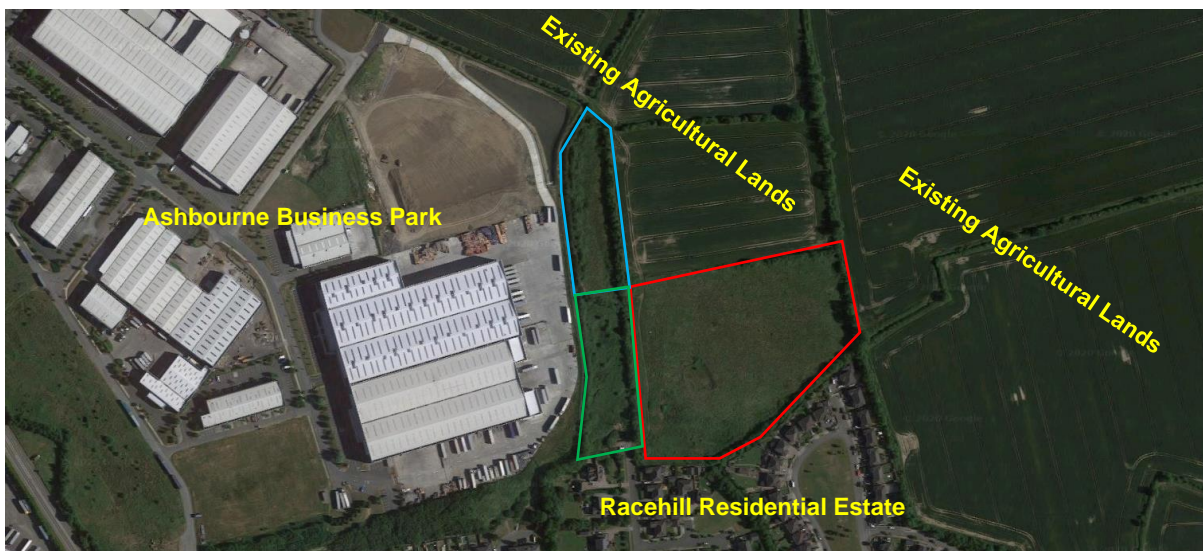 Existing Agricultural Lands
Existing Agricultural Lands
Ashbourne Business Park
Racehill Residential Estate